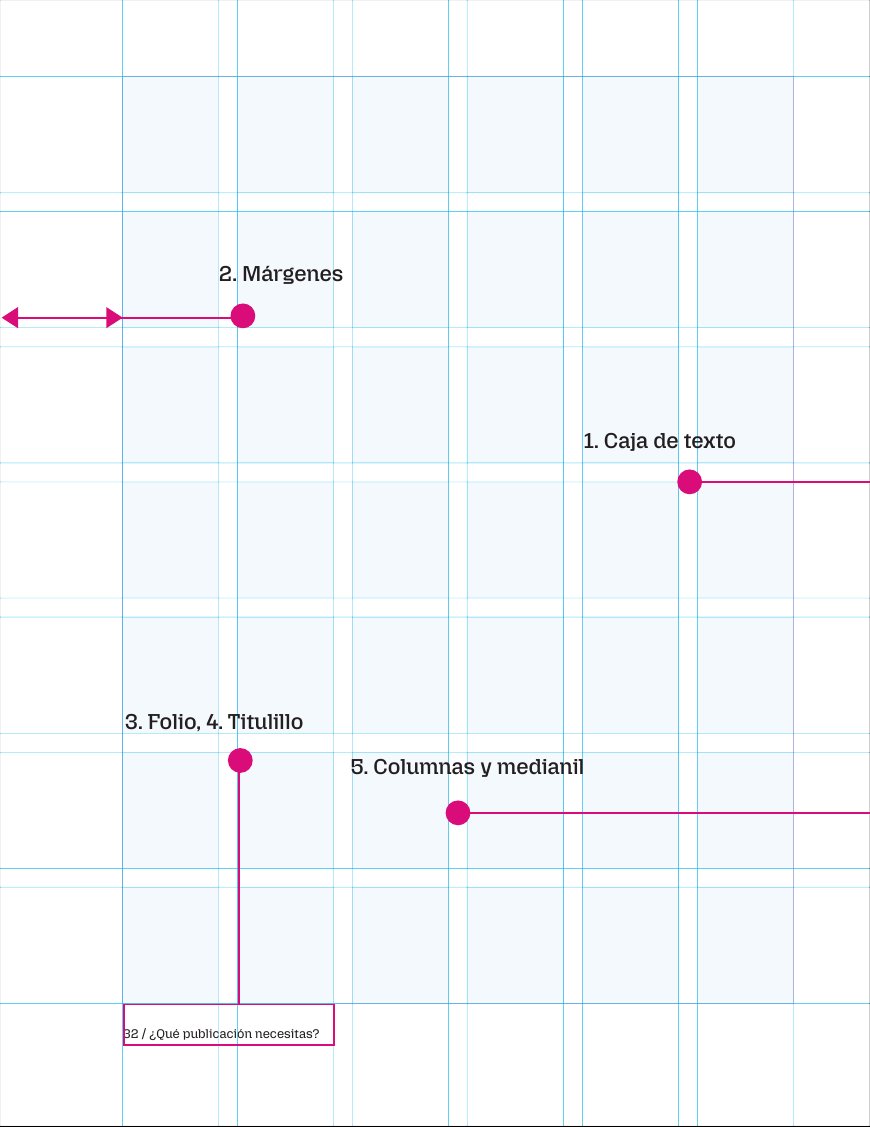 2. Márgenes
1. Caja de texto
3. Folio, 4. Titulillo
5. Columnas y medianil
32 / ¿Qué publicación necesitas?